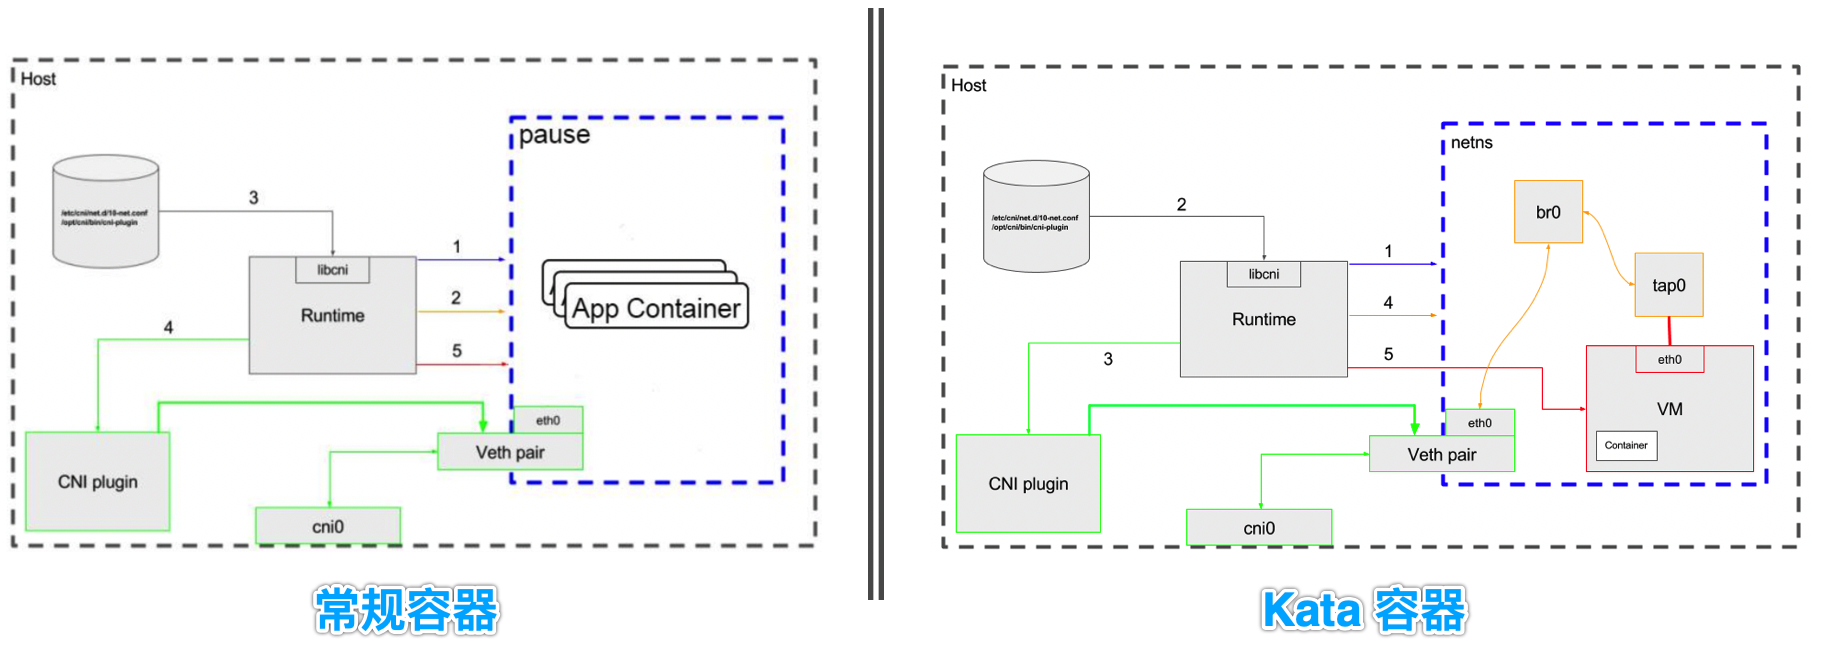 Host
pause
/etc/cni/net.d/10-net.conf
/opt/cni/bin/cni-plugin
3
libcni
Runtime
1
2
5
4
App Container
eth0
Veth pair
CNI plugin
cni0
常规容器
Host
netns
/etc/cni/net.d/10-net.conf
/opt/cni/bin/cni-plugin
2
libcni
Runtime
1
4
5
3
br0
tap0
eth0
VM
Container
eth0
Veth pair
CNI plugin
cni0
Kata 容器